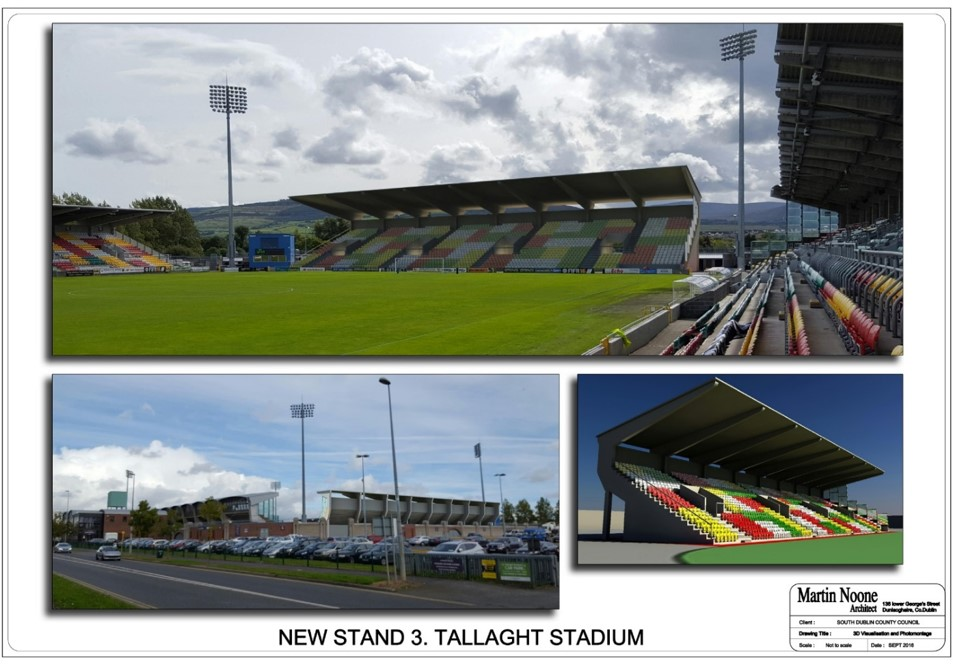 NEW STAND 3. TALLAGHT STADIUM
Martin Noone
Architect
135 lower George's Street
Dunlaoghaire, Co.Dublin
Client : SOUTH DUBLIN COUNTY COUNCIL
Drawing Title : 3D Visualisation and Photomontage
Scale : Not to scale Date : SEPT 2016